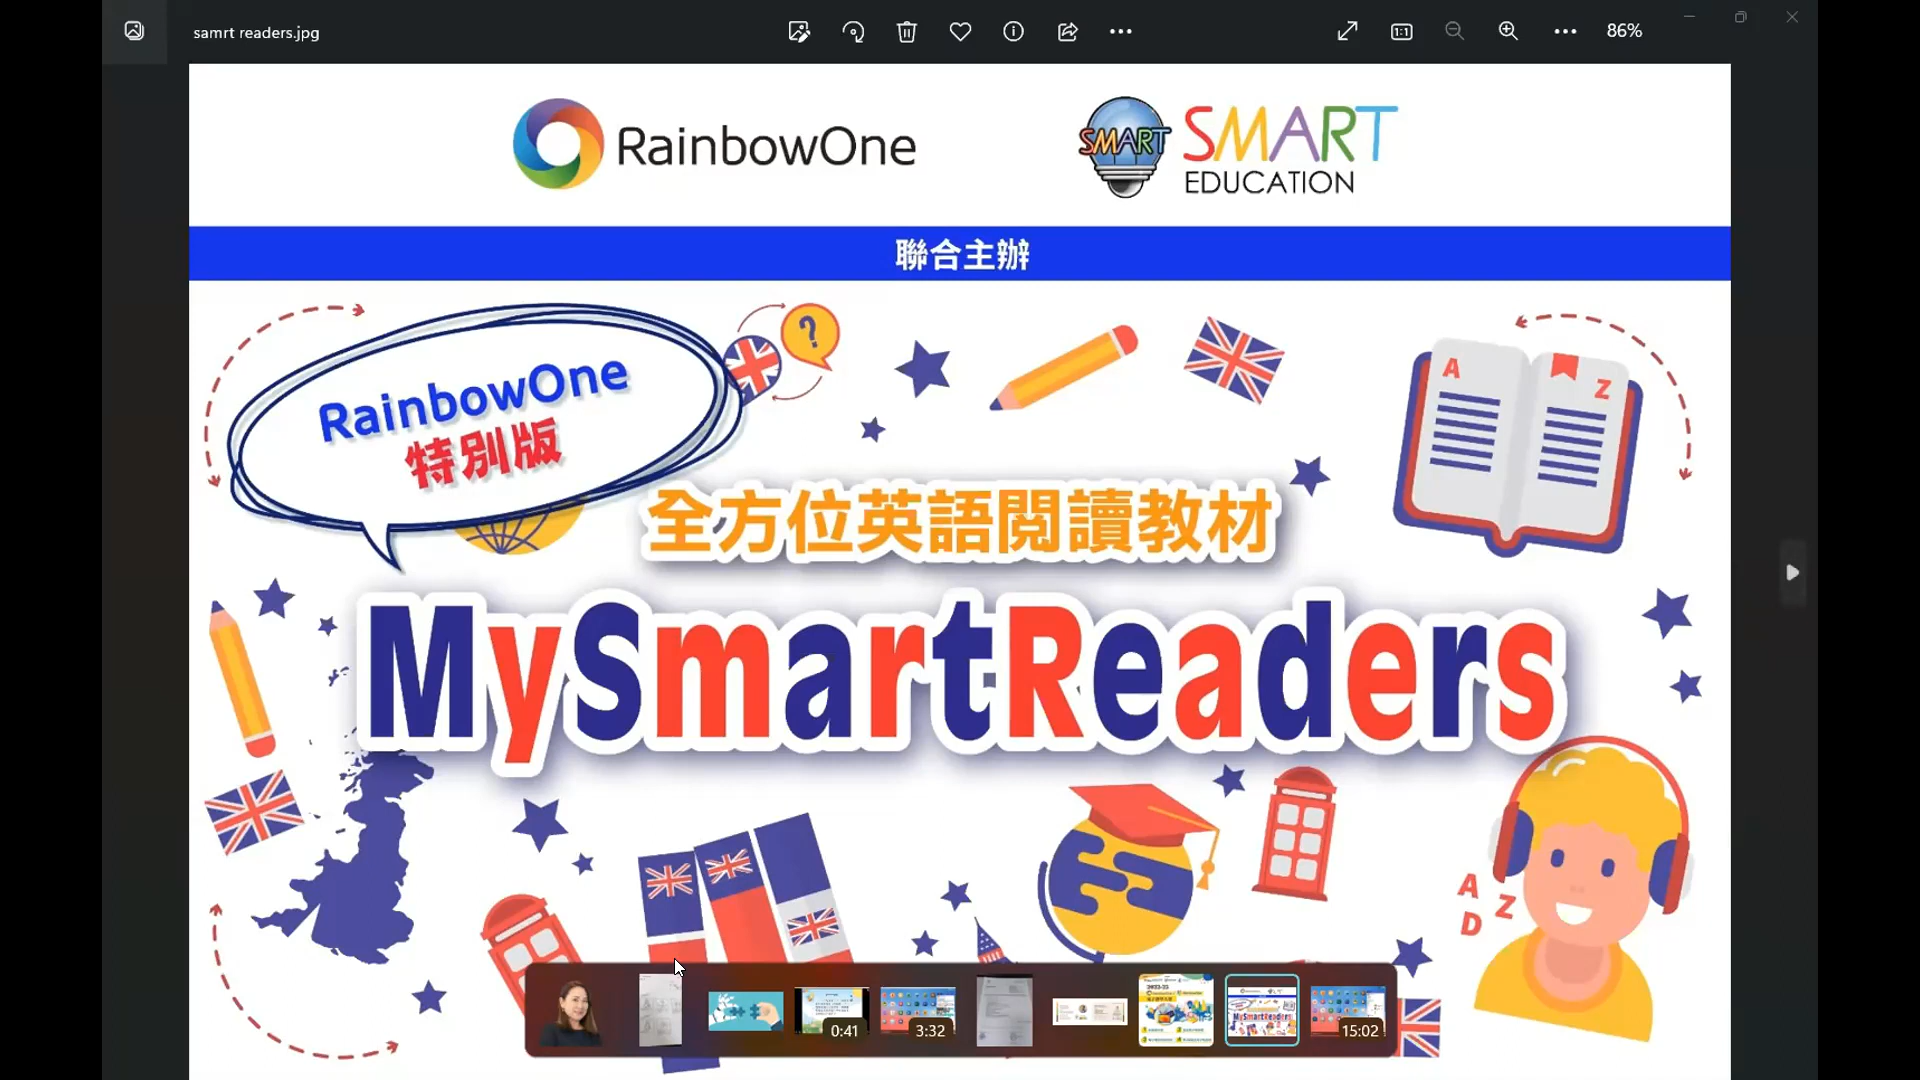 samrt readers.jpg
86%
RainbowOne
SMART
SMART
EDUCATION
聯合主辦
RainbowOne
特別版
?
A
Z
全方位英語閱讀教材
MySmartReaders
A
Z
D
0:41
3:32
15:02